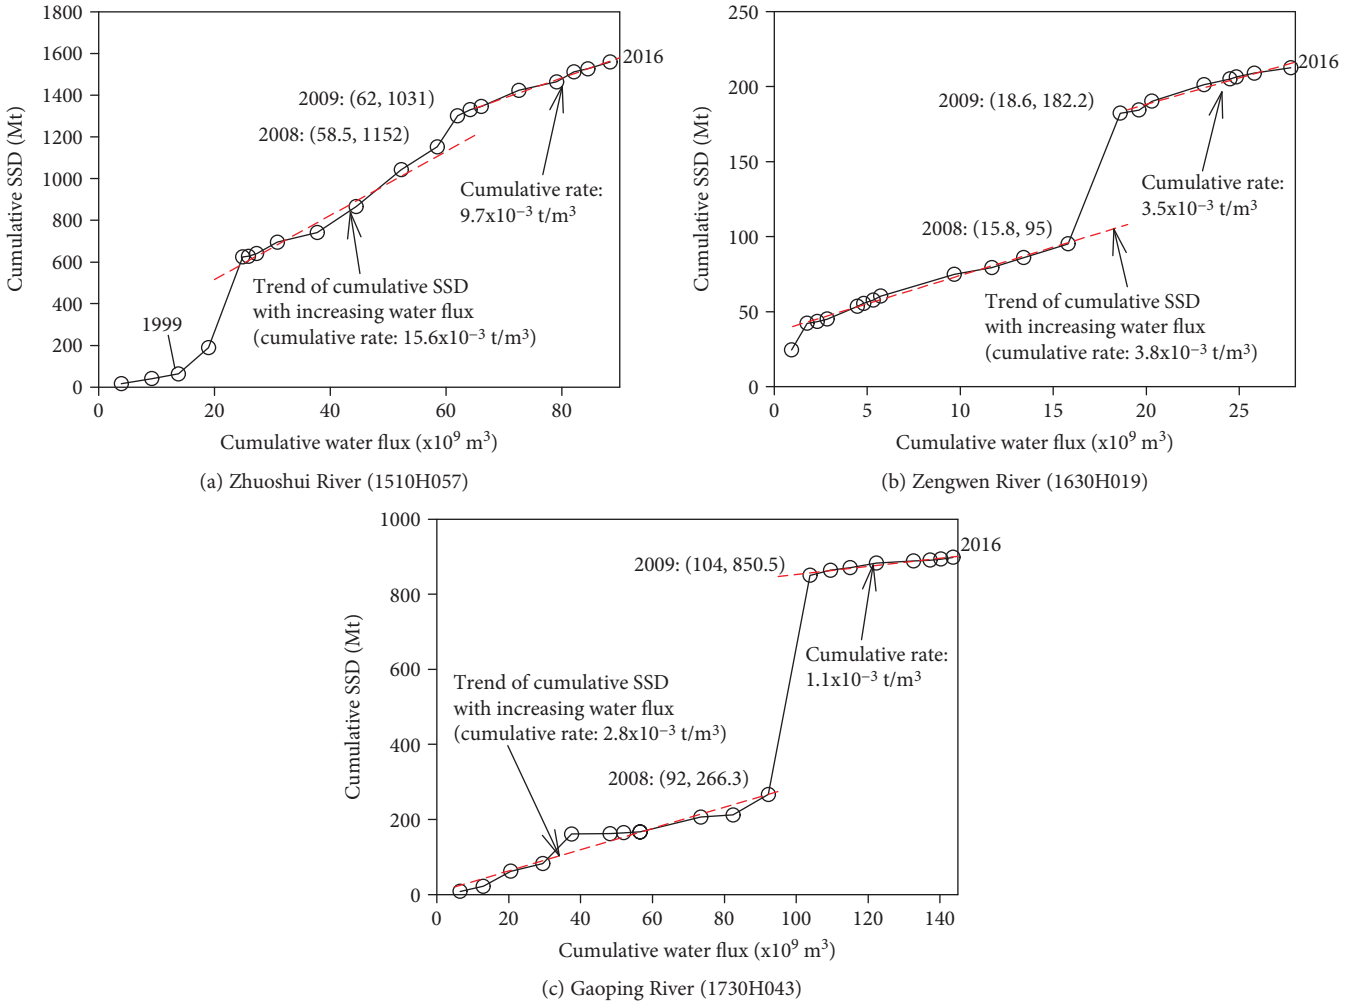 1800
1600
1400
1200
1000
800
600
400
200
0
Cumulative SSD (Mt)
2016
2009: (62, 1031)
2008: (58.5, 1152)
Cumulative rate:
9.7x10⁻³ t/m³
Trend of cumulative SSD
with increasing water flux
(cumulative rate: 15.6x10⁻³ t/m³)
1999
0 20 40 60 80
Cumulative water flux (x10⁹ m³)
(a) Zhuoshui River (1510H057)
250
200
150
100
50
0
Cumulative SSD (Mt)
2016
2009: (18.6, 182.2)
Cumulative rate:
3.5x10⁻³ t/m³
2008: (15.8, 95)
Trend of cumulative SSD
with increasing water flux
(cumulative rate: 3.8x10⁻³ t/m³)
0 5 10 15 20 25
Cumulative water flux (x10⁹ m³)
(b) Zengwen River (1630H019)
1000
800
600
400
200
0
Cumulative SSD (Mt)
2016
2009: (104, 850.5)
Cumulative rate:
1.1x10⁻³ t/m³
Trend of cumulative SSD
with increasing water flux
(cumulative rate: 2.8x10⁻³ t/m³)
2008: (92, 266.3)
0 20 40 60 80 100 120 140
Cumulative water flux (x10⁹ m³)
(c) Gaoping River (1730H043)